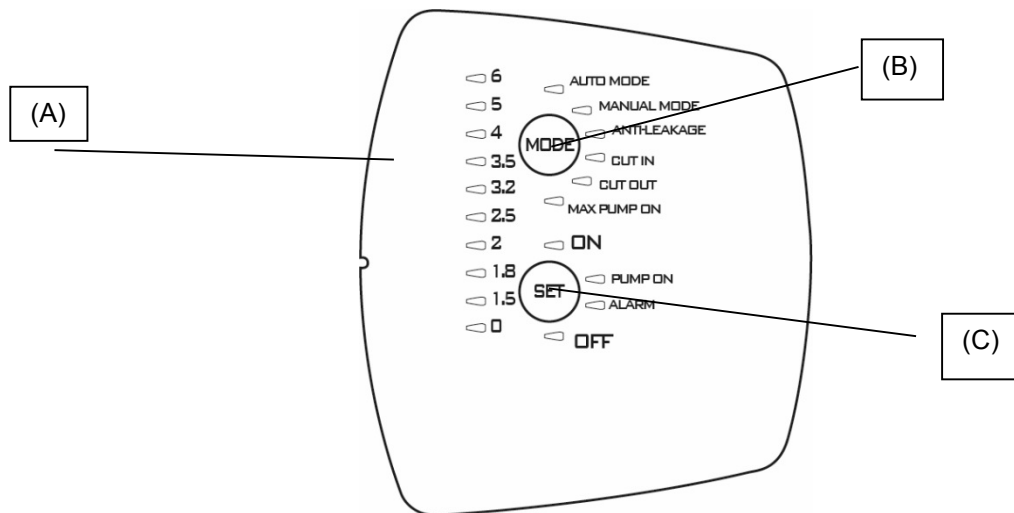 (A)
6
5
4
3.5
3.2
2.5
2
1.8
1.5
0
AUTO MODE
MANUAL MODE
ANTI-LEAKAGE
MODE
CUT IN
CUT OUT
MAX PUMP ON
ON
PUMP ON
SET
ALARM
OFF
(B)
(C)